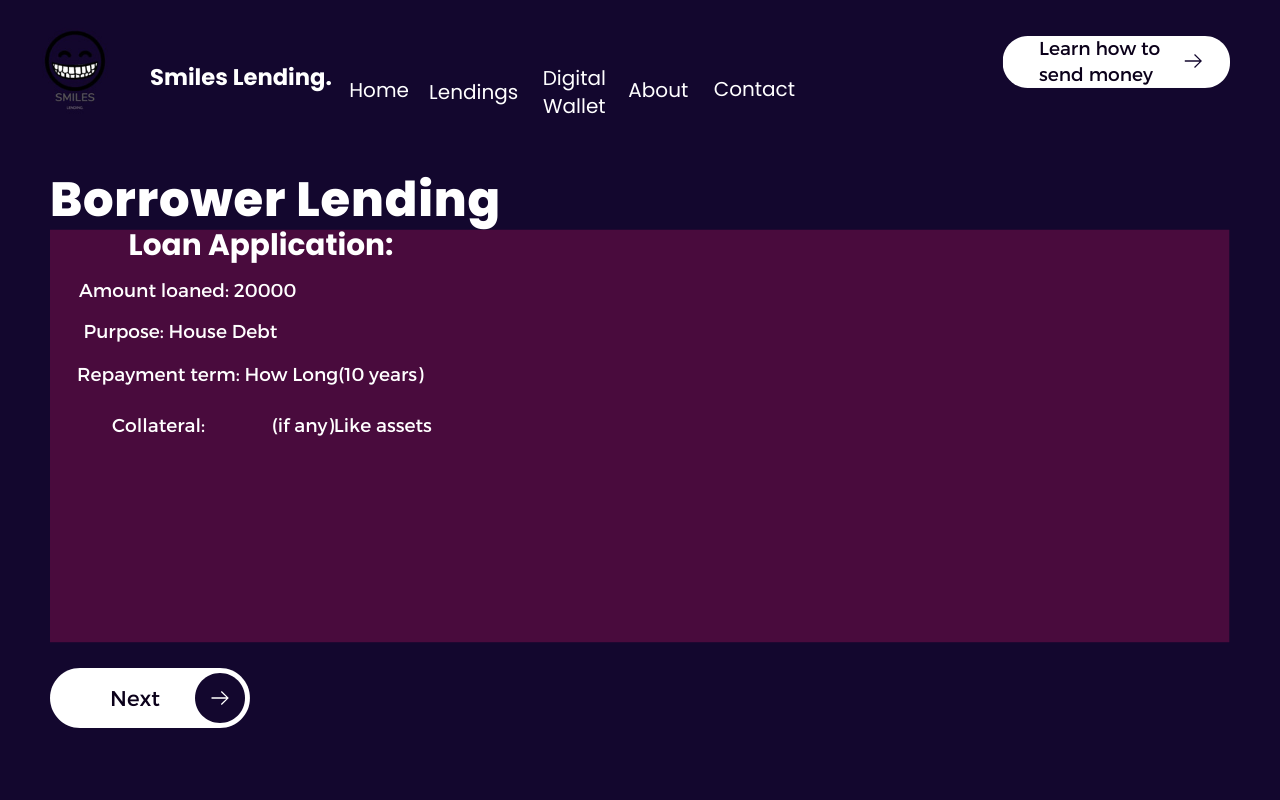 SMILES
LENDING
Smiles Lending.
Home
Lendings
Digital
Wallet
About
Contact
Learn how to
send money
Borrower Lending
Loan Application:
Amount loaned: 20000
Purpose: House Debt
Repayment term: How Long(10 years)
Collateral: (if any)Like assets
Next